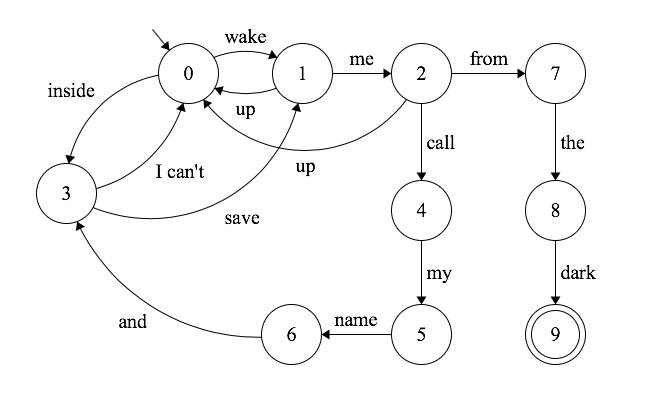 wake
0
1
me
2
from
7
inside
up
I can't
up
call
the
3
save
4
8
my
dark
and
6
name
5
9